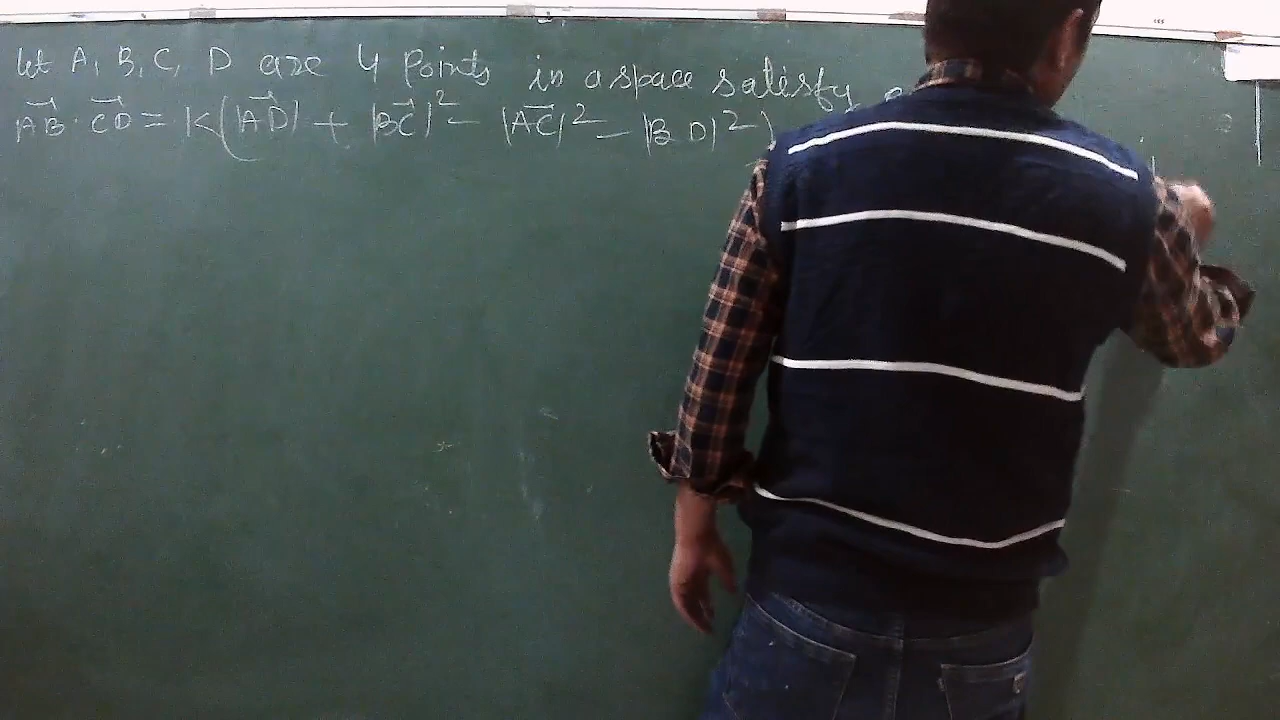 let A, B, C, D are 4 points in a space satisfy
AB · CD = K(|AD| + |BC|² - |AC|² - |BD|²)